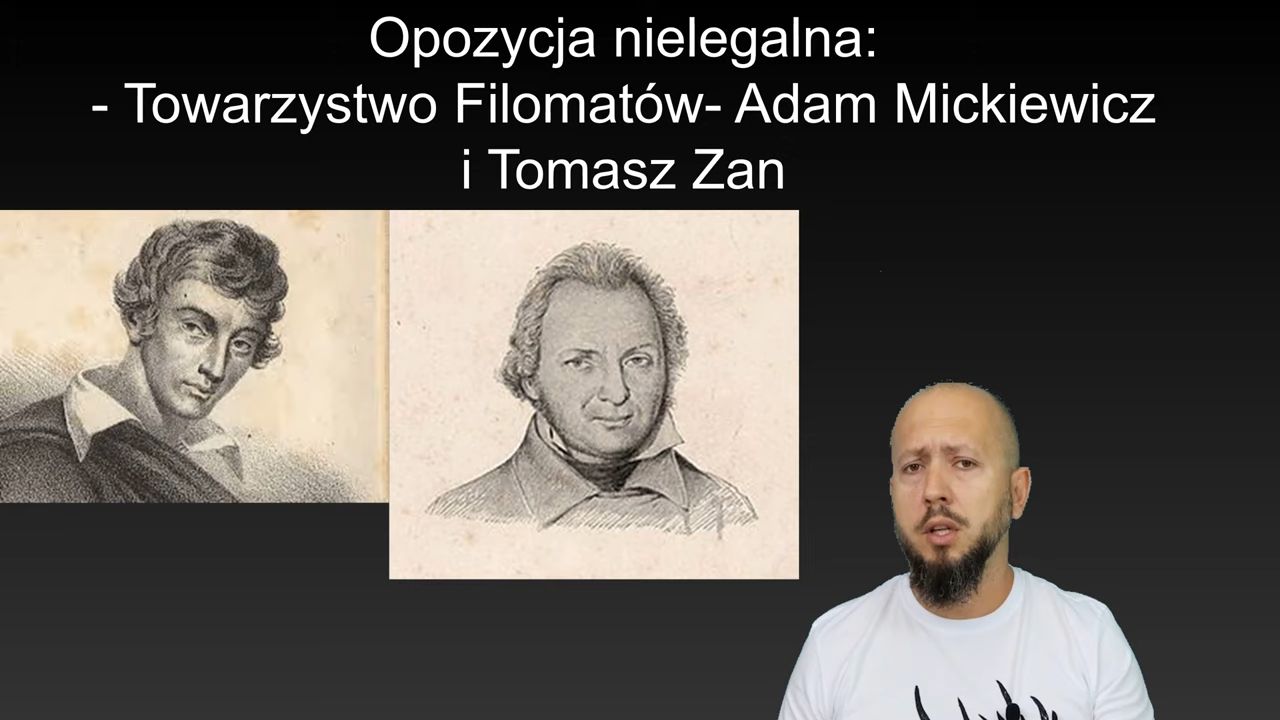 Opozycja nielegalna:
- Towarzystwo Filomatów- Adam Mickiewicz
i Tomasz Zan